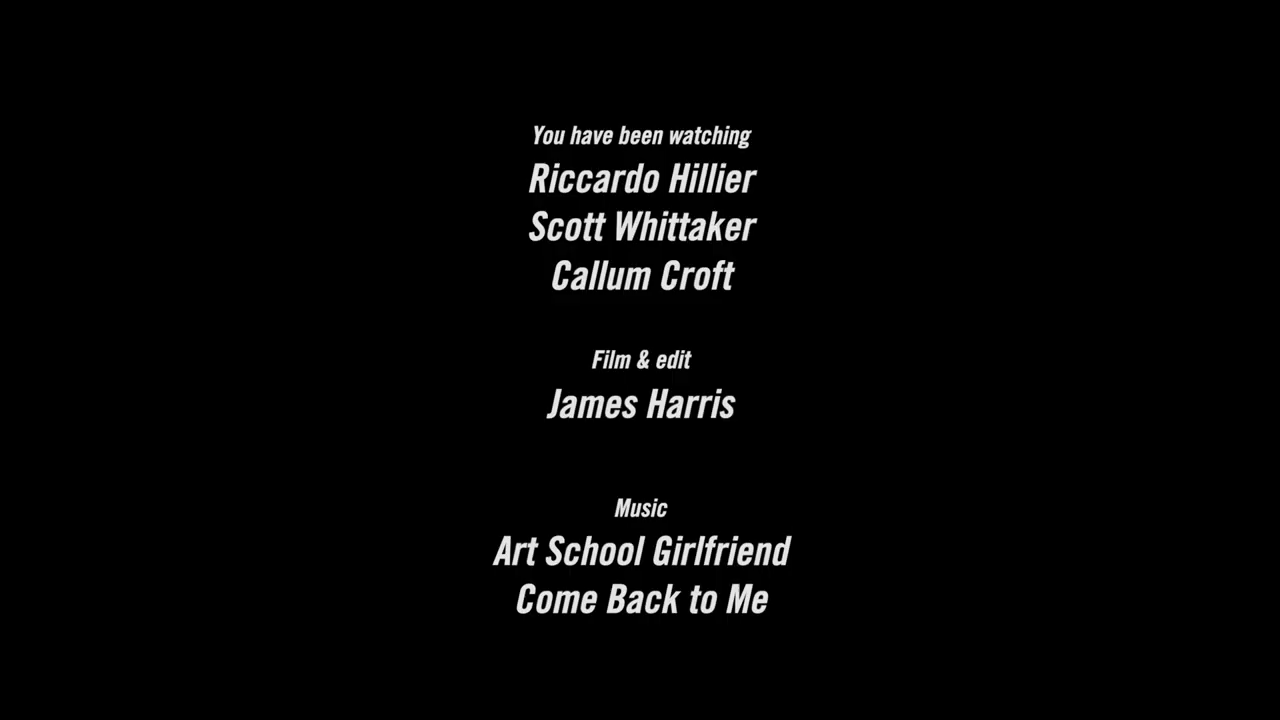 You have been watching
Riccardo Hillier
Scott Whittaker
Callum Croft
Film & edit
James Harris
Music
Art School Girlfriend
Come Back to Me